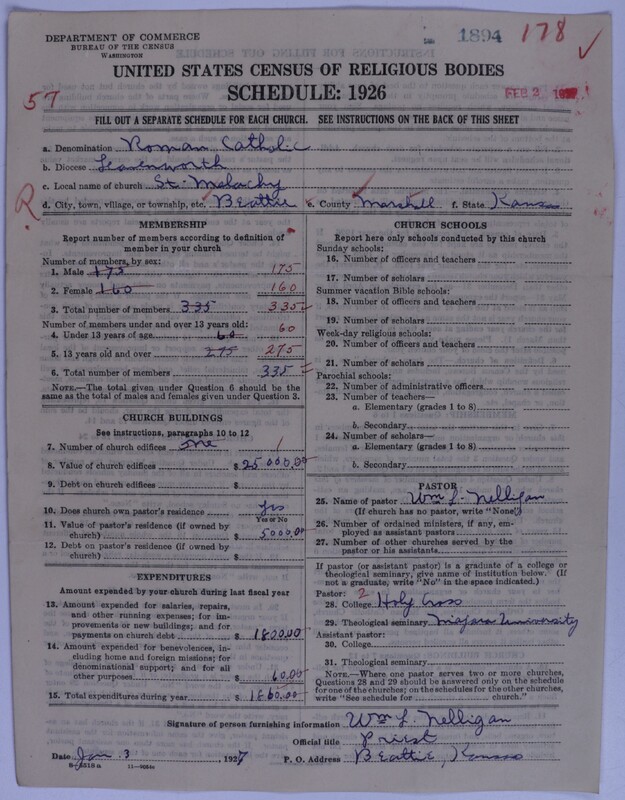 DEPARTMENT OF COMMERCE
BUREAU OF THE CENSUS
WASHINGTON
1894 178
UNITED STATES CENSUS OF RELIGIOUS BODIES
SCHEDULE: 1926
57
FEB 2
FILL OUT A SEPARATE SCHEDULE FOR EACH CHURCH. SEE INSTRUCTIONS ON THE BACK OF THIS SHEET
a. Denomination Roman Catholic
b. Diocese Leavenworth
c. Local name of church St. Malachy
R
d. City, town, village, or township, etc. Beattie e. County Marshall f. State Kansas
MEMBERSHIP
Report number of members according to definition of
member in your church
Number of members, by sex:
1. Male 175 175
2. Female 160 160
3. Total number of members 335 335
Number of members under and over 13 years old:
4. Under 13 years of age 60 60
5. 13 years old and over 275 275
6. Total number of members 335
NOTE.—The total given under Question 6 should be
same as the total of males and females given under Question 3.
CHURCH BUILDINGS
See instructions, paragraphs 10 to 12
7. Number of church edifices one 1
8. Value of church edifices $ 25000.00
9. Debt on church edifices $
10. Does church own pastor's residence yes
Yes or No
11. Value of pastor's residence (if owned by
church) $ 5000.00
12. Debt on pastor's residence (if owned by
church) $
EXPENDITURES
Amount expended by your church during last fiscal year
13. Amount expended for salaries, repairs,
and other running expenses; for im-
provements or new buildings; and for
payments on church debt $ 1800.00
14. Amount expended for benevolences, in-
cluding home and foreign missions; for
denominational support; and for all
other purposes $ 60.00
15. Total expenditures during year $ 1860.00
CHURCH SCHOOLS
Report here only schools conducted by this church
Sunday schools:
16. Number of officers and teachers
17. Number of scholars
Summer vacation Bible schools:
18. Number of officers and teachers
19. Number of scholars
Week-day religious schools:
20. Number of officers and teachers
21. Number of scholars
Parochial schools:
22. Number of administrative officers
23. Number of teachers—
a. Elementary (grades 1 to 8)
b. Secondary
24. Number of scholars—
a. Elementary (grades 1 to 8)
b. Secondary
PASTOR
25. Name of pastor Wm L. Nelligan
(If church has no pastor, write "None")
26. Number of ordained ministers, if any, em-
ployed as assistant pastors
27. Number of other churches served by the
pastor or his assistants
If pastor (or assistant pastor) is a graduate of a college or
theological seminary, give name of institution below. (If
not a graduate, write "No" in the space indicated.)
Pastor: 2
28. College Holy Cross
29. Theological seminary Niagara University
Assistant pastor:
30. College
31. Theological seminary
NOTE.—Where one pastor serves two or more churches,
Questions 28 and 29 should be answered only on the schedule
for one of the churches; on the schedules for the other churches,
write "See schedule for church."
Signature of person furnishing information Wm L. Nelligan
Official title Priest
Date Jan 3, 1927 P. O. Address Beattie, Kansas